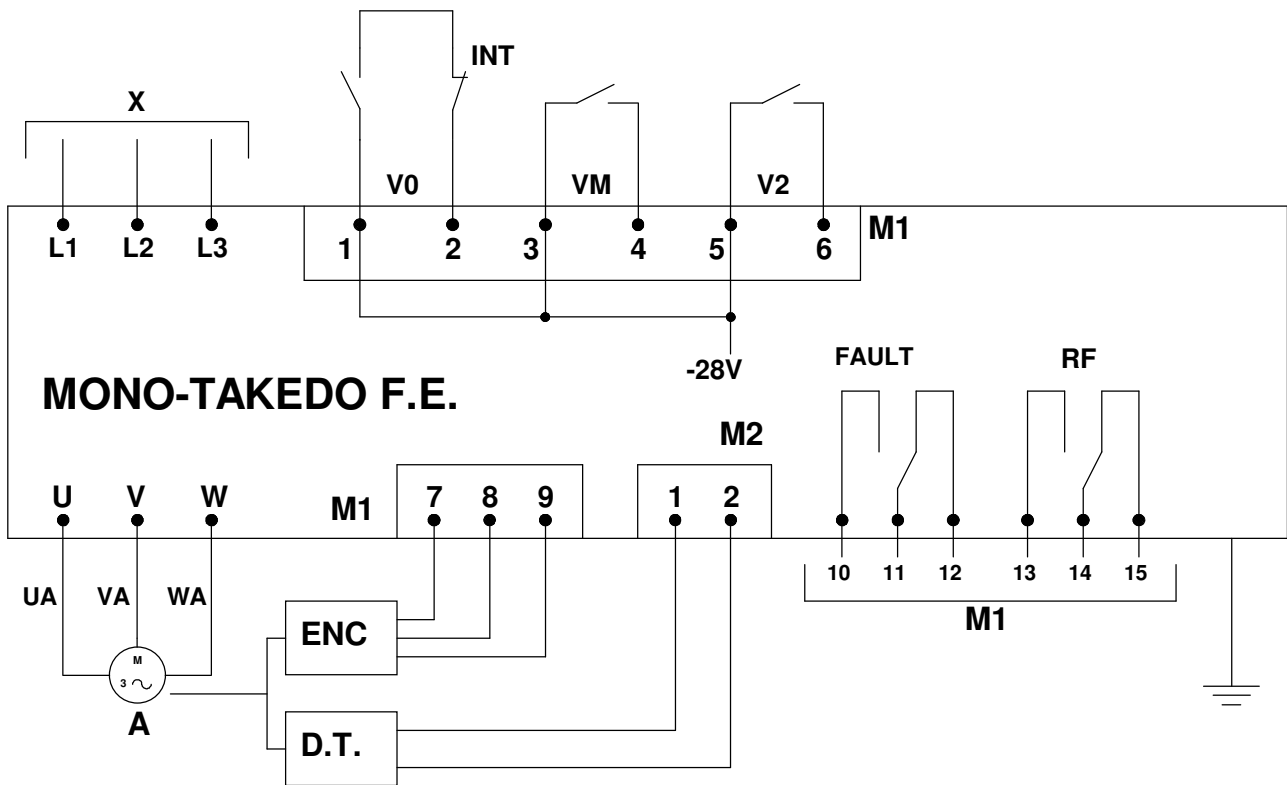 INT
X
V0 VM V2
L1 L2 L3 1 2 3 4 5 6 M1
-28V FAULT RF
MONO-TAKEDO F.E.
M2
U V W M1 7 8 9 1 2
10 11 12 13 14 15
UA VA WA
M1
ENC
M
3
A
D.T.